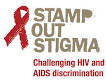 STAMP
OUT
STIGMA
Challenging HIV and
AIDS discrimination